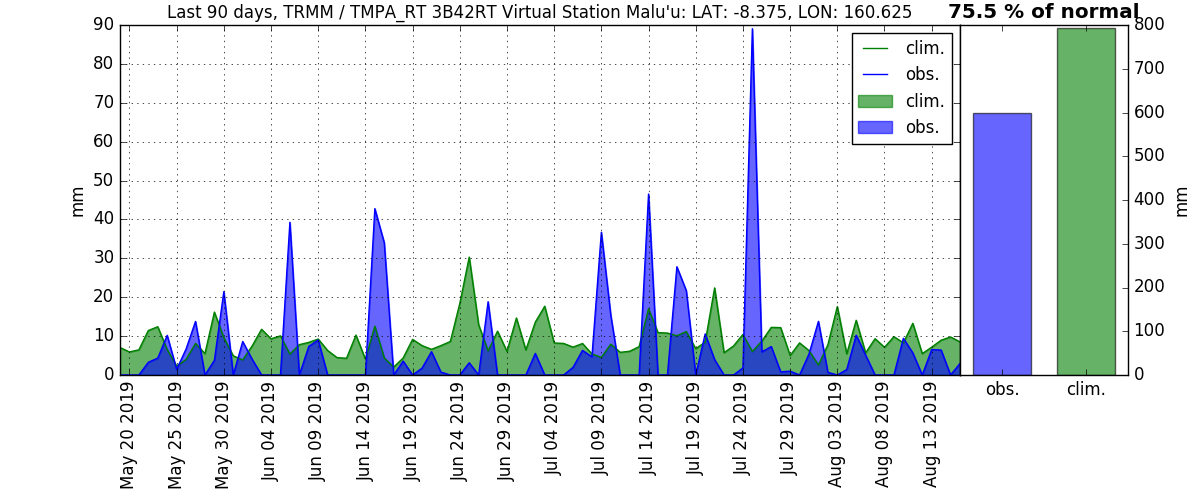 Last 90 days, TRMM / TMPA_RT 3B42RT Virtual Station Malu'u: LAT: -8.375, LON: 160.625
75.5 % of normal
90
80
70
60
50
40
30
20
10
0
mm
clim.
obs.
clim.
obs.
800
700
600
500
400
300
200
100
0
mm
obs.
clim.
May 20 2019
May 25 2019
May 30 2019
Jun 04 2019
Jun 09 2019
Jun 14 2019
Jun 19 2019
Jun 24 2019
Jun 29 2019
Jul 04 2019
Jul 09 2019
Jul 14 2019
Jul 19 2019
Jul 24 2019
Jul 29 2019
Aug 03 2019
Aug 08 2019
Aug 13 2019